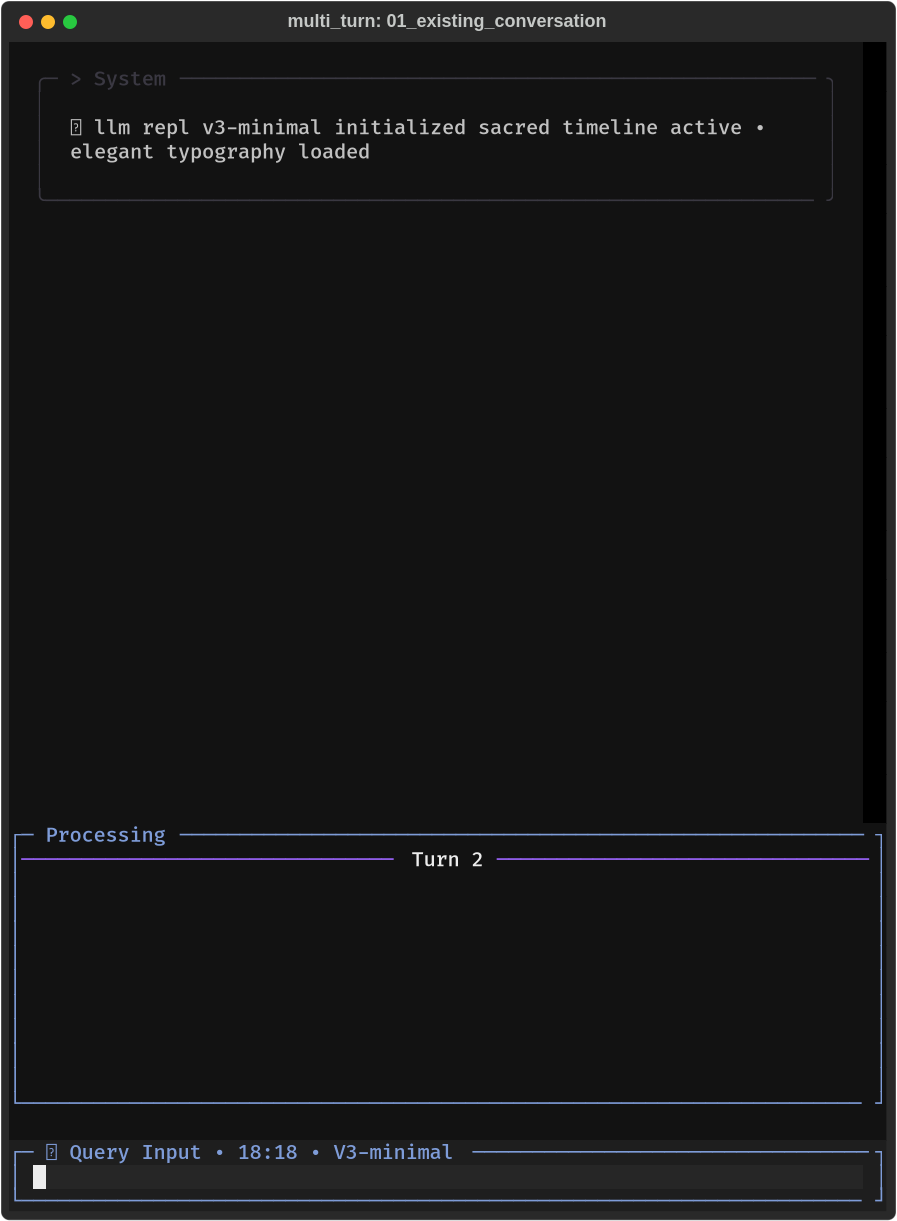 multi_turn: 01_existing_conversation
> System
llm repl v3-minimal initialized sacred timeline active •
elegant typography loaded
Processing
Turn 2
Query Input • 18:18 • V3-minimal